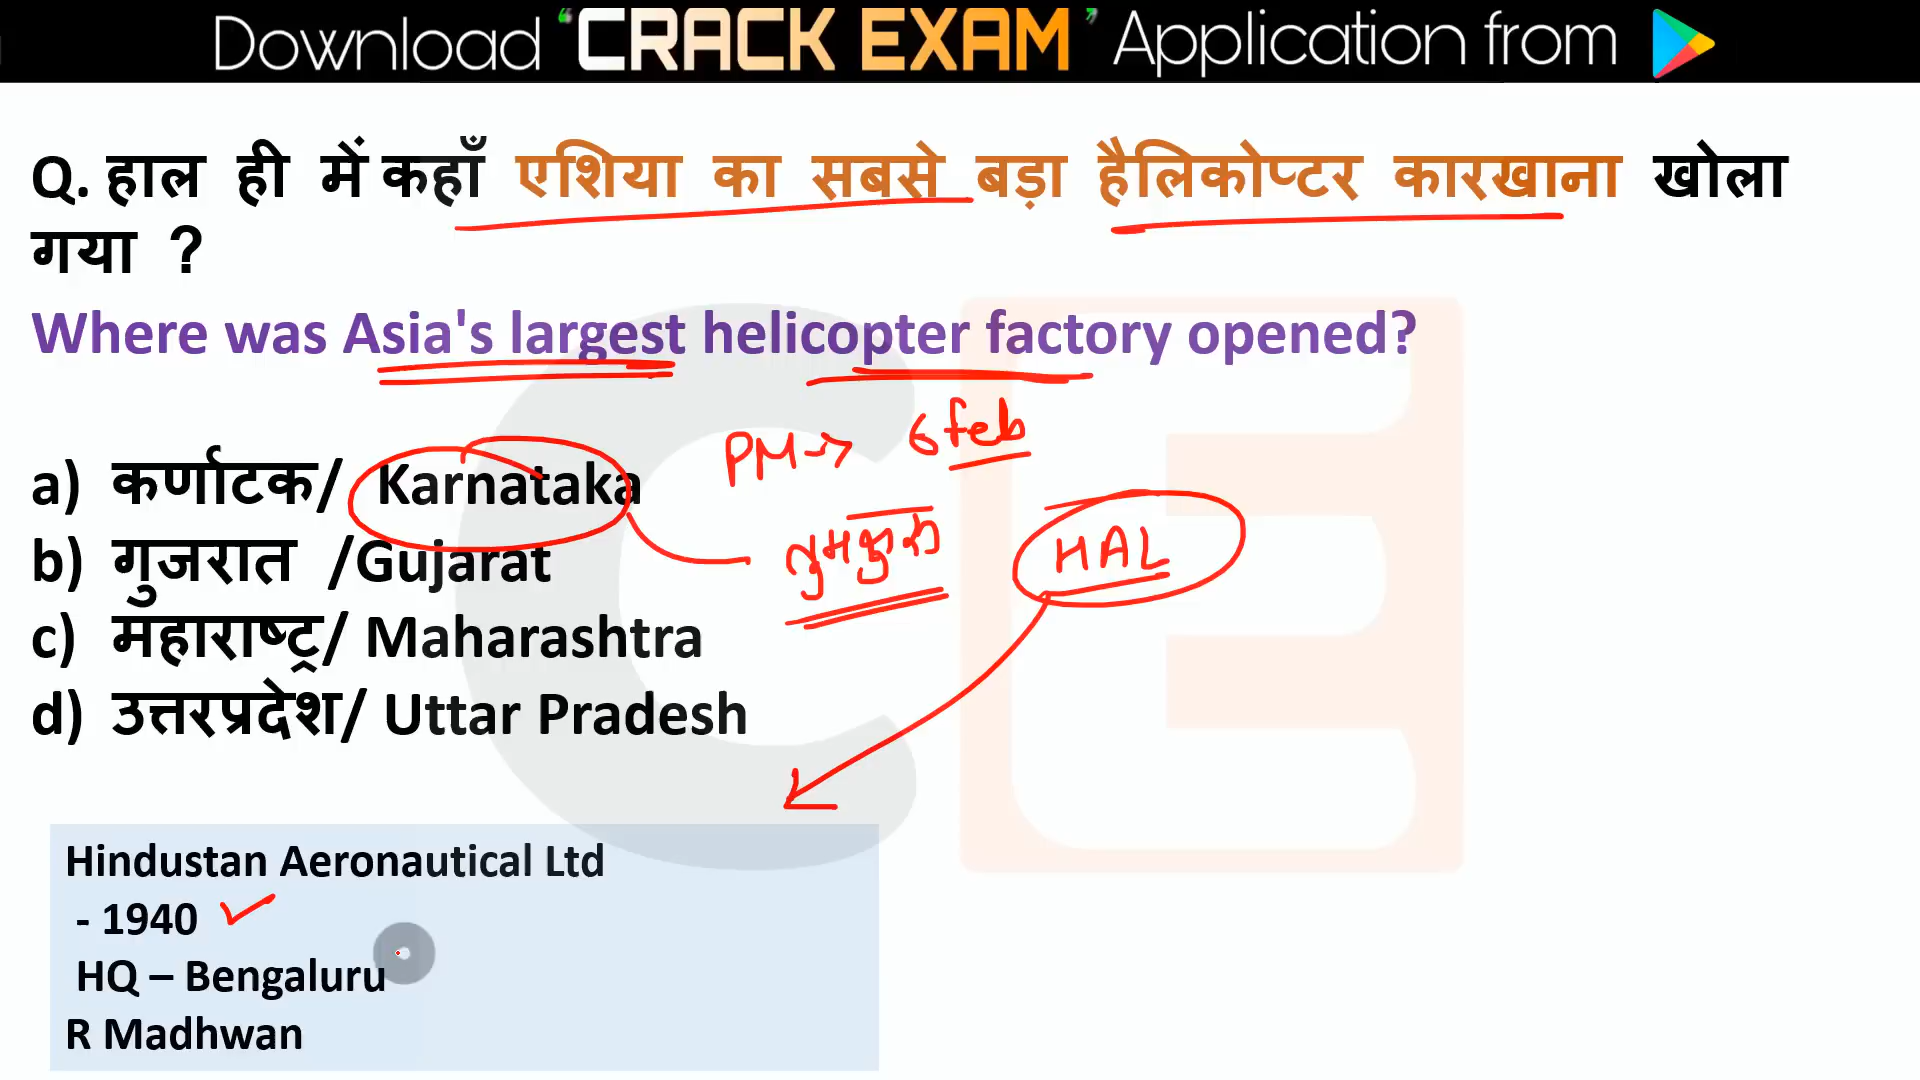 Download ‘CRACK EXAM’ Application from
Q. हाल ही में कहाँ एशिया का सबसे बड़ा हैलिकोप्टर कारखाना खोला
गया ?
Where was Asia's largest helicopter factory opened?
PM → 6 feb
a) कर्णाटक/ Karnataka
HAL
b) गुजरात /Gujarat
c) महाराष्ट्र/ Maharashtra
d) उत्तरप्रदेश/ Uttar Pradesh
Hindustan Aeronautical Ltd
- 1940
HQ – Bengaluru
R Madhwan